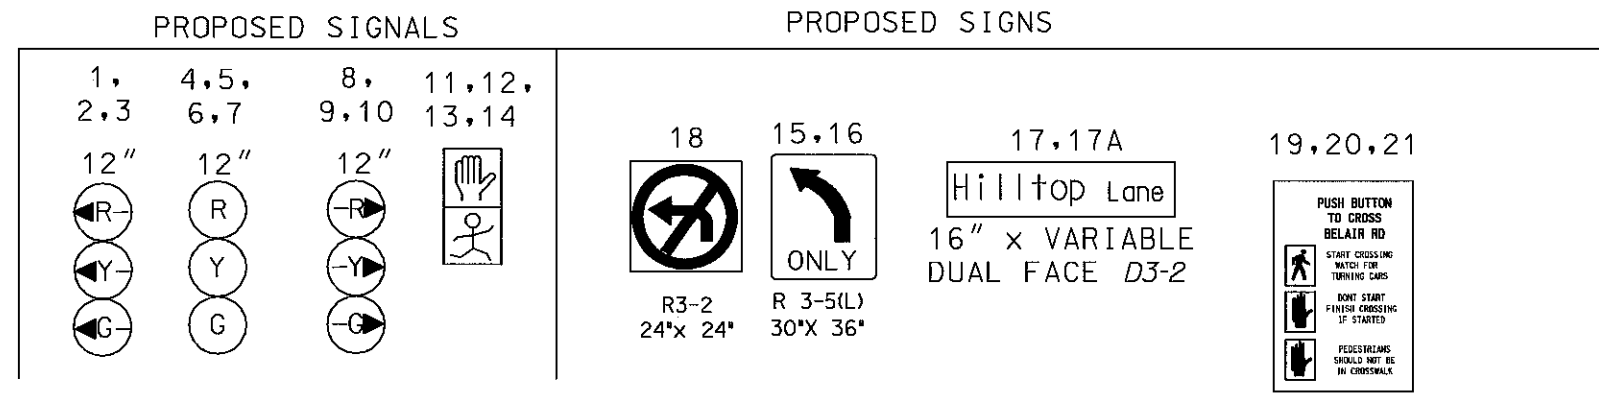 PROPOSED SIGNALS
1,
2,3
12"
R
Y
G
4,5,
6,7
12"
R
Y
G
8,
9,10
12"
R
Y
G
11,12,
13,14
PROPOSED SIGNS
18
R3-2
24"x 24"
15,16
ONLY
R 3-5(L)
30"X 36"
17,17A
Hilltop Lane
16" x VARIABLE
DUAL FACE D3-2
19,20,21
PUSH BUTTON
TO CROSS
BELAIR RD
START CROSSING
WATCH FOR
TURNING CARS
DONT START
FINISH CROSSING
IF STARTED
PEDESTRIANS
SHOULD NOT BE
IN CROSSWALK